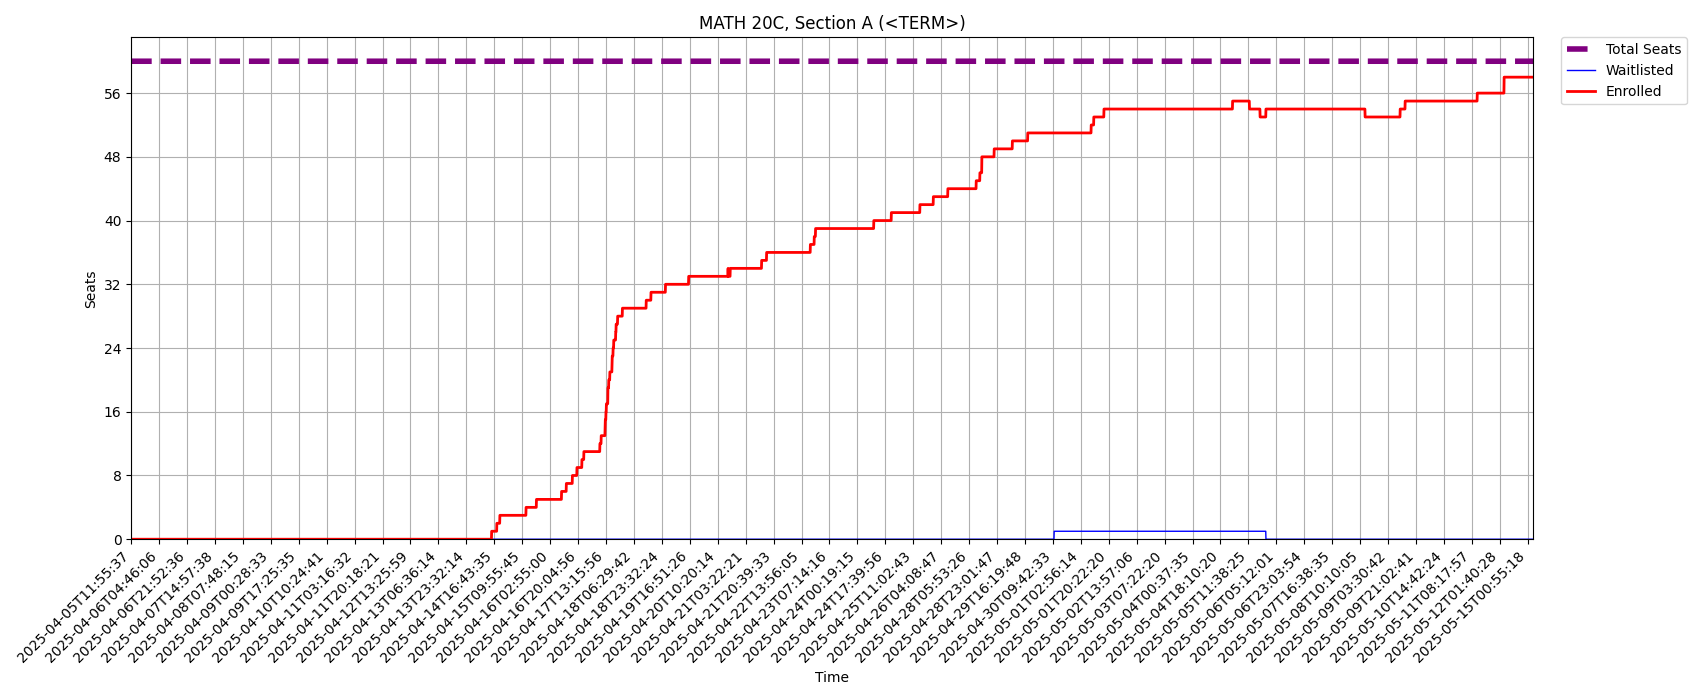 MATH 20C, Section A (<TERM>)
Total Seats
Waitlisted
Enrolled
Seats
56
48
40
32
24
16
8
0
2025-04-05T11:55:37
2025-04-06T04:46:06
2025-04-06T21:52:36
2025-04-07T14:57:38
2025-04-08T07:48:15
2025-04-09T00:28:33
2025-04-09T17:25:35
2025-04-10T10:24:41
2025-04-11T03:16:32
2025-04-11T20:18:21
2025-04-12T13:25:59
2025-04-13T06:36:14
2025-04-13T23:32:14
2025-04-14T16:43:35
2025-04-15T09:55:45
2025-04-16T02:55:00
2025-04-16T20:04:56
2025-04-17T13:15:56
2025-04-18T06:29:42
2025-04-18T23:32:24
2025-04-19T16:51:26
2025-04-20T10:20:14
2025-04-21T03:22:21
2025-04-21T20:39:33
2025-04-22T13:56:05
2025-04-23T07:14:16
2025-04-24T00:19:15
2025-04-24T17:39:56
2025-04-25T11:02:43
2025-04-26T04:08:47
2025-04-28T05:53:26
2025-04-28T23:01:47
2025-04-29T16:19:48
2025-04-30T09:42:33
2025-05-01T02:56:14
2025-05-01T20:22:20
2025-05-02T13:57:06
2025-05-03T07:22:20
2025-05-04T00:37:35
2025-05-04T18:10:20
2025-05-05T11:38:25
2025-05-06T05:12:01
2025-05-06T23:03:54
2025-05-07T16:38:35
2025-05-08T10:10:05
2025-05-09T03:30:42
2025-05-09T21:02:41
2025-05-10T14:42:24
2025-05-11T08:17:57
2025-05-12T01:40:28
2025-05-15T00:55:18
Time